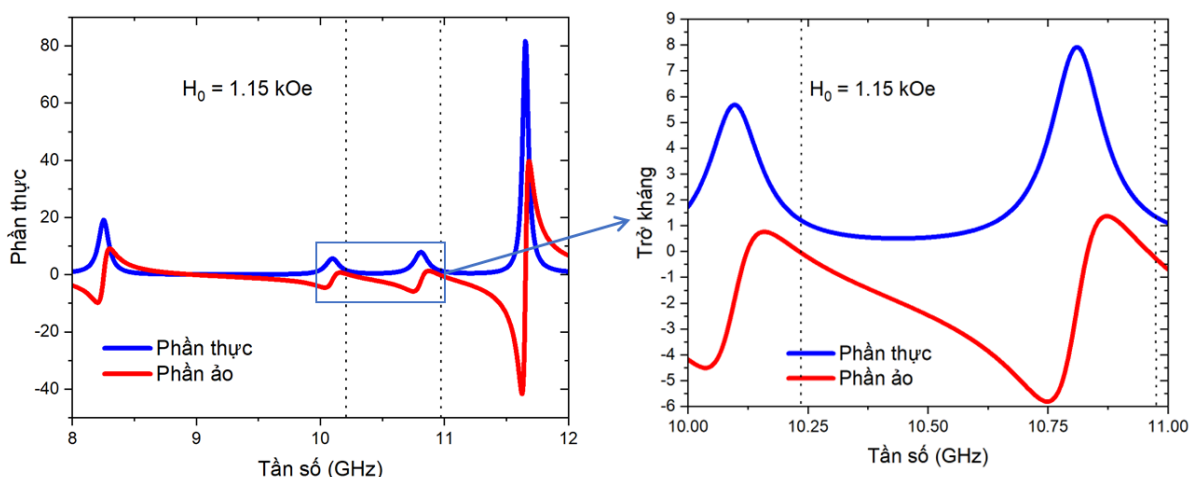 Phần thực
80
60
40
20
0
-20
-40
H0 = 1.15 kOe
Phần thực
Phần ảo
8 9 10 11 12
Tần số (GHz)
Trở kháng
9
8
7
6
5
4
3
2
1
0
-1
-2
-3
-4
-5
-6
H0 = 1.15 kOe
Phần thực
Phần ảo
10.00 10.25 10.50 10.75 11.00
Tần số (GHz)